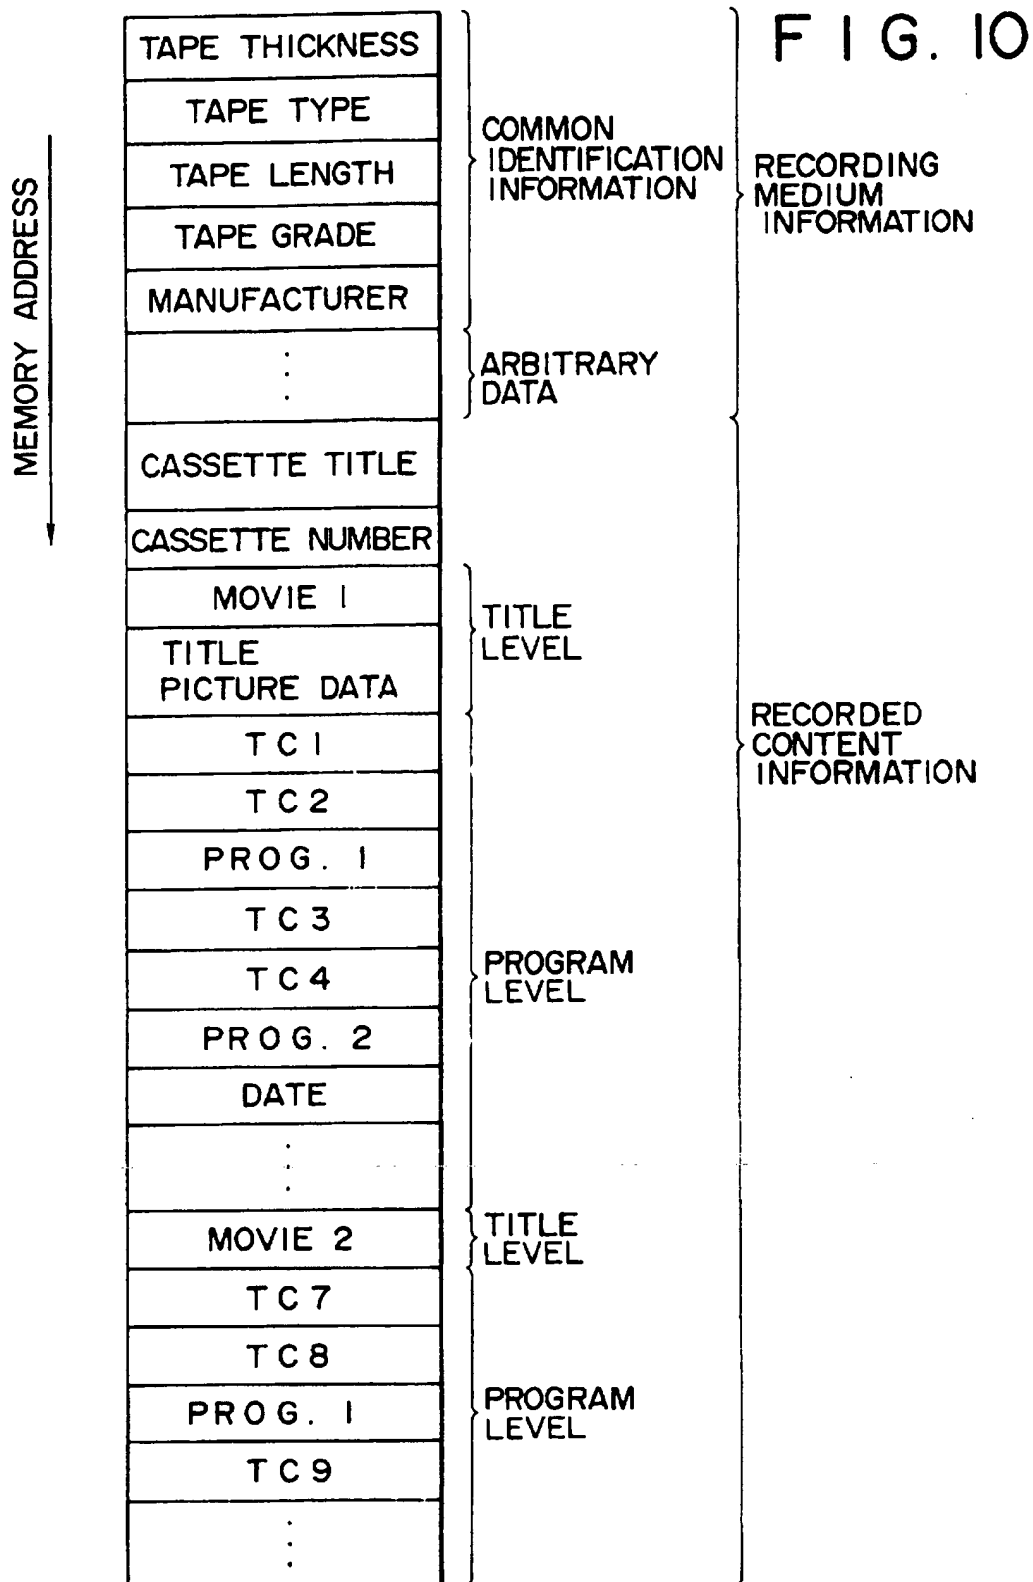 FIG. 10
MEMORY ADDRESS
TAPE THICKNESS
TAPE TYPE
TAPE LENGTH
TAPE GRADE
MANUFACTURER
CASSETTE TITLE
CASSETTE NUMBER
MOVIE 1
TITLE
PICTURE DATA
TC1
TC2
PROG. 1
TC3
TC4
PROG. 2
DATE
MOVIE 2
TC7
TC8
PROG. 1
TC9
COMMON
IDENTIFICATION
INFORMATION
ARBITRARY
DATA
TITLE
LEVEL
PROGRAM
LEVEL
TITLE
LEVEL
PROGRAM
LEVEL
RECORDING
MEDIUM
INFORMATION
RECORDED
CONTENT
INFORMATION